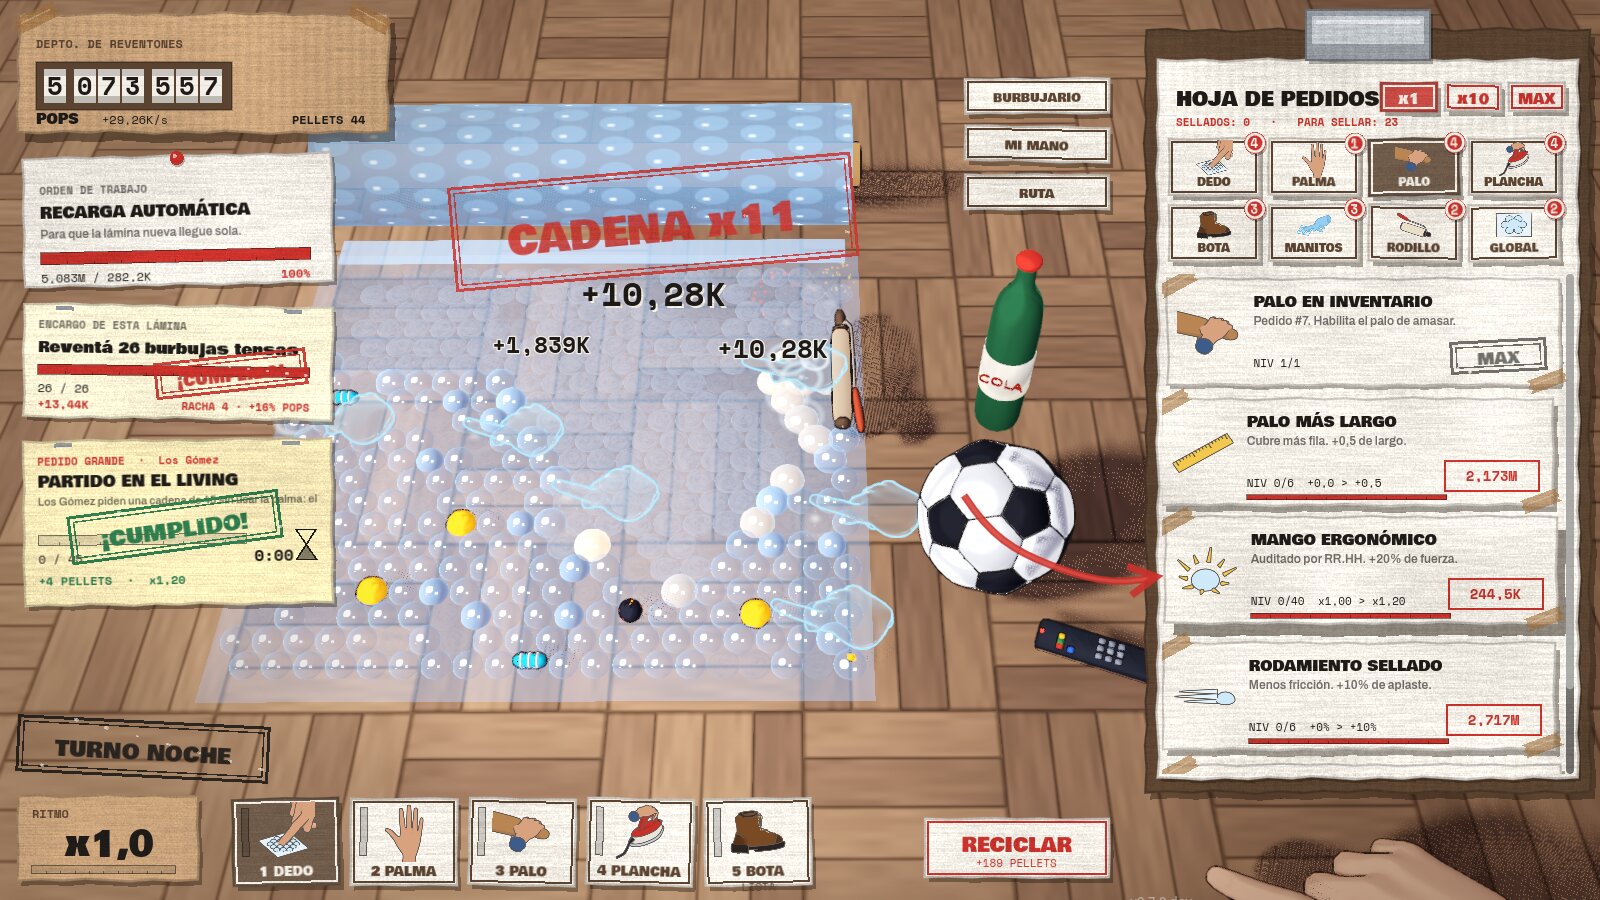 DEPTO. DE REVENTONES
5 073 557
POPS +29,26K/s PELLETS 44
ORDEN DE TRABAJO
RECARGA AUTOMÁTICA
Para que la lámina nueva llegue sola.
5,083M / 282.2K 100%
ENCARGO DE ESTA LÁMINA
Reventá 26 burbujas tensas
26 / 26
+13,44K RACHA 4 · +16% POPS
PEDIDO GRANDE · Los Gómez
PARTIDO EN EL LIVING
Los Gómez piden una cadena de
¡CUMPLIDO!
0 /
0:00
+4 PELLETS · x1,20
TURNO NOCHE
RITMO
x1,0
CADENA x11
+10,28K
+1,839K
+10,28K
COLA
BURBUJARIO
MI MANO
RUTA
1 DEDO
2 PALMA
3 PALO
4 PLANCHA
5 BOTA
RECICLAR
+189 PELLETS
HOJA DE PEDIDOS x1 x10 MAX
SELLADOS: 0 · PARA SELLAR: 23
4 1 4 4
DEDO PALMA PALO PLANCHA
3 3 2 2
BOTA MANITOS RODILLO GLOBAL
PALO EN INVENTARIO
Pedido #7. Habilita el palo de amasar.
NIV 1/1
MAX
PALO MÁS LARGO
Cubre más fila. +0,5 de largo.
NIV 0/6 +0,0 > +0,5
2,173M
MANGO ERGONÓMICO
Auditado por RR.HH. +20% de fuerza.
NIV 0/40 x1,00 > x1,20
244,5K
RODAMIENTO SELLADO
Menos fricción. +10% de aplaste.
NIV 0/6 +0% > +10%
2,717M